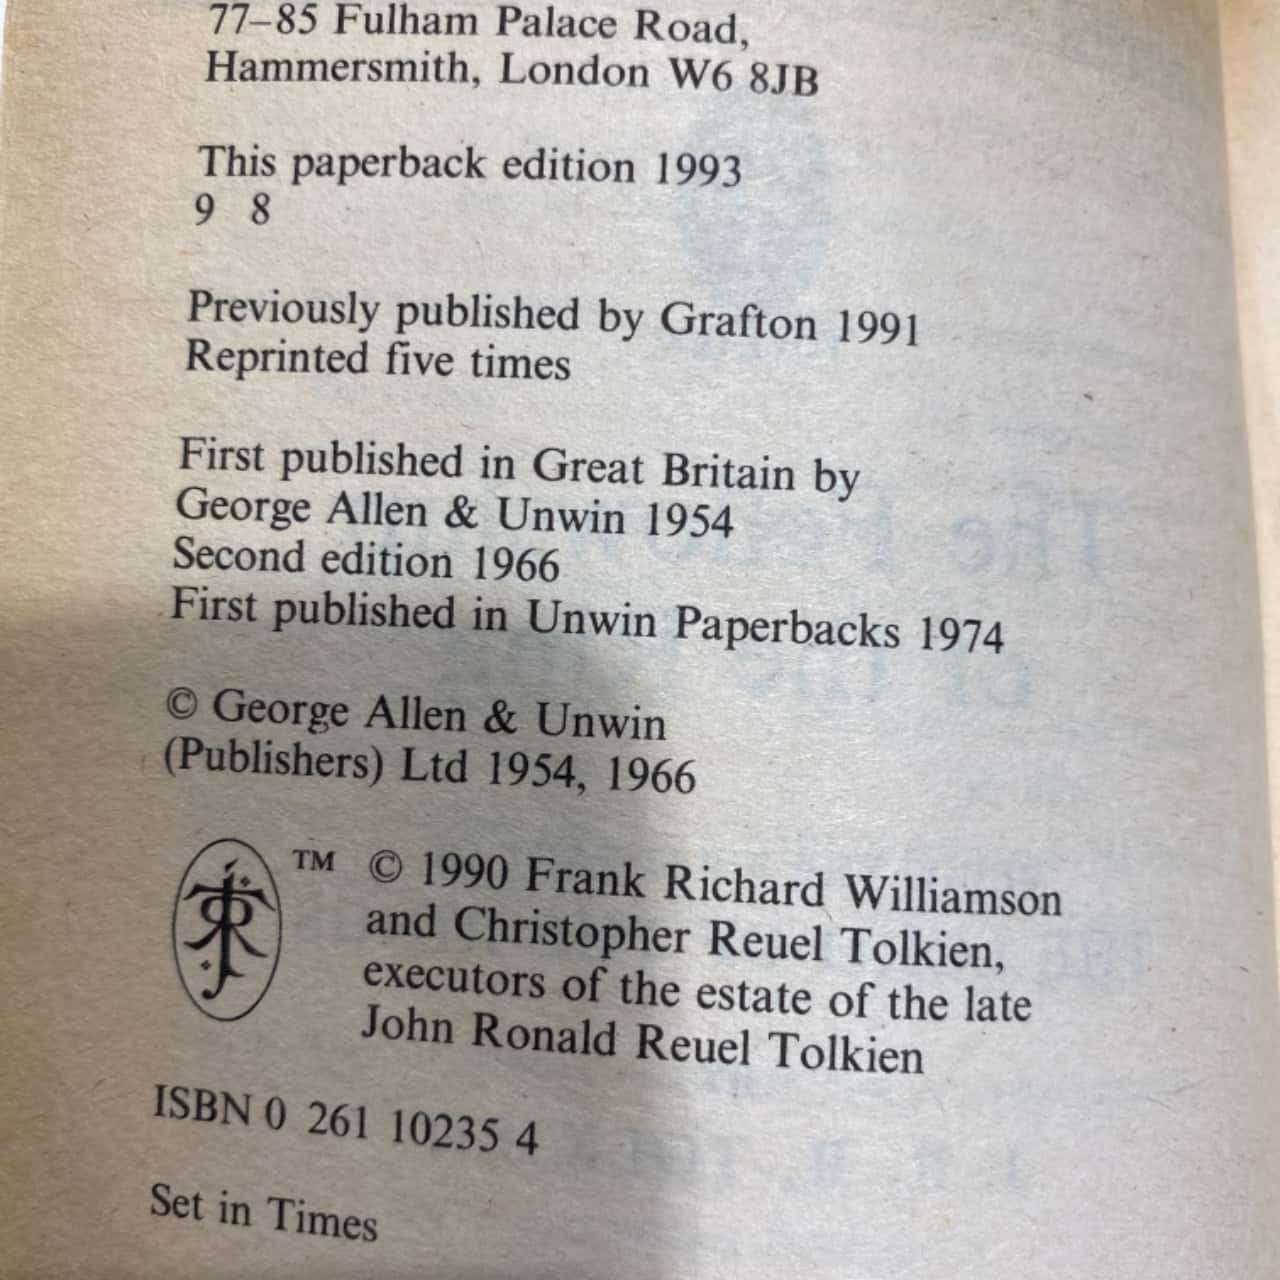 77–85 Fulham Palace Road,
Hammersmith, London W6 8JB
This paperback edition 1993
9 8
Previously published by Grafton 1991
Reprinted five times
First published in Great Britain by
George Allen & Unwin 1954
Second edition 1966
First published in Unwin Paperbacks 1974
© George Allen & Unwin
(Publishers) Ltd 1954, 1966
TM © 1990 Frank Richard Williamson
and Christopher Reuel Tolkien,
executors of the estate of the late
John Ronald Reuel Tolkien
ISBN 0 261 10235 4
Set in Times